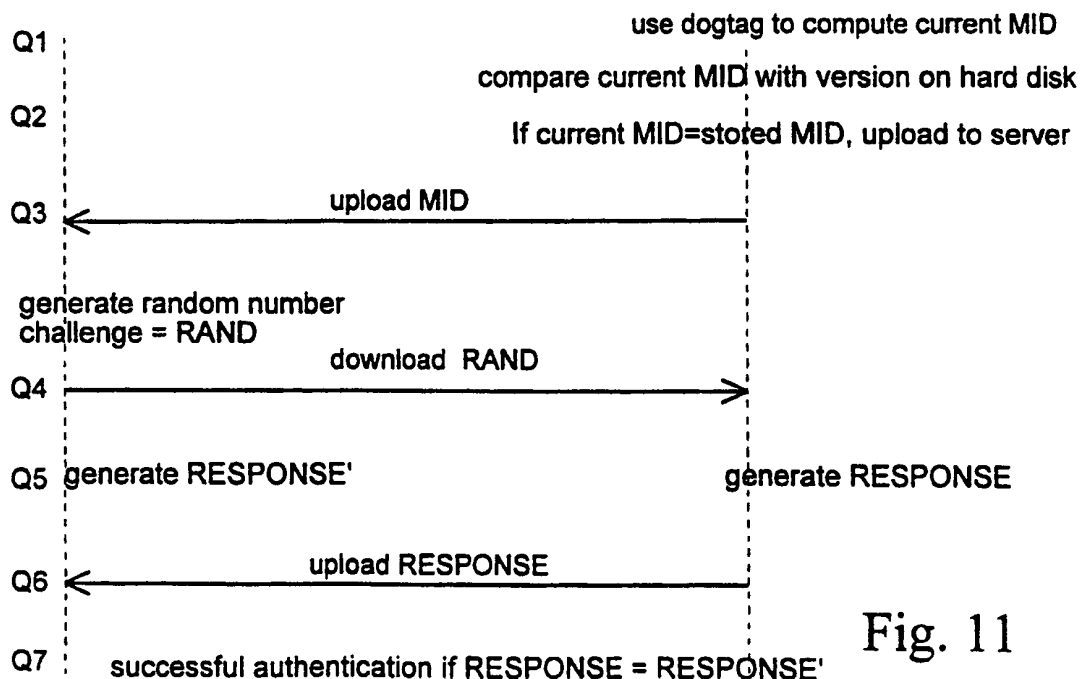 Q1
use dogtag to compute current MID
compare current MID with version on hard disk
Q2
If current MID=stored MID, upload to server
Q3
upload MID
generate random number
challenge = RAND
download RAND
Q4
Q5
generate RESPONSE'
generate RESPONSE
upload RESPONSE
Q6
Fig. 11
Q7
successful authentication if RESPONSE = RESPONSE'